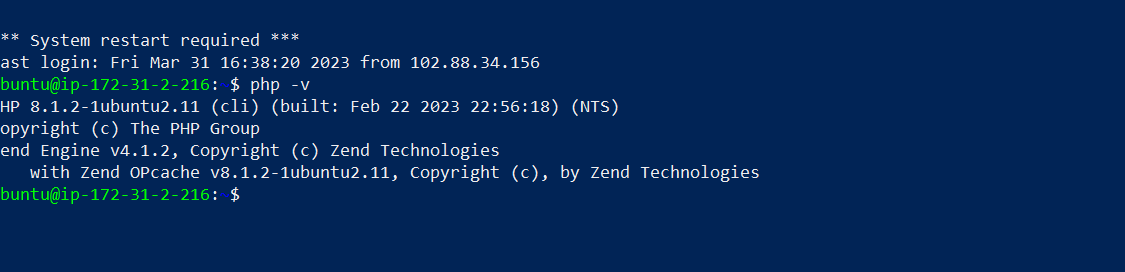 ** System restart required ***
ast login: Fri Mar 31 16:38:20 2023 from 102.88.34.156
buntu@ip-172-31-2-216: $ php -v
HP 8.1.2-1ubuntu2.11 (cli) (built: Feb 22 2023 22:56:18) (NTS)
opyright (c) The PHP Group
end Engine v4.1.2, Copyright (c) Zend Technologies
   with Zend OPcache v8.1.2-1ubuntu2.11, Copyright (c), by Zend Technologies
buntu@ip-172-31-2-216: $